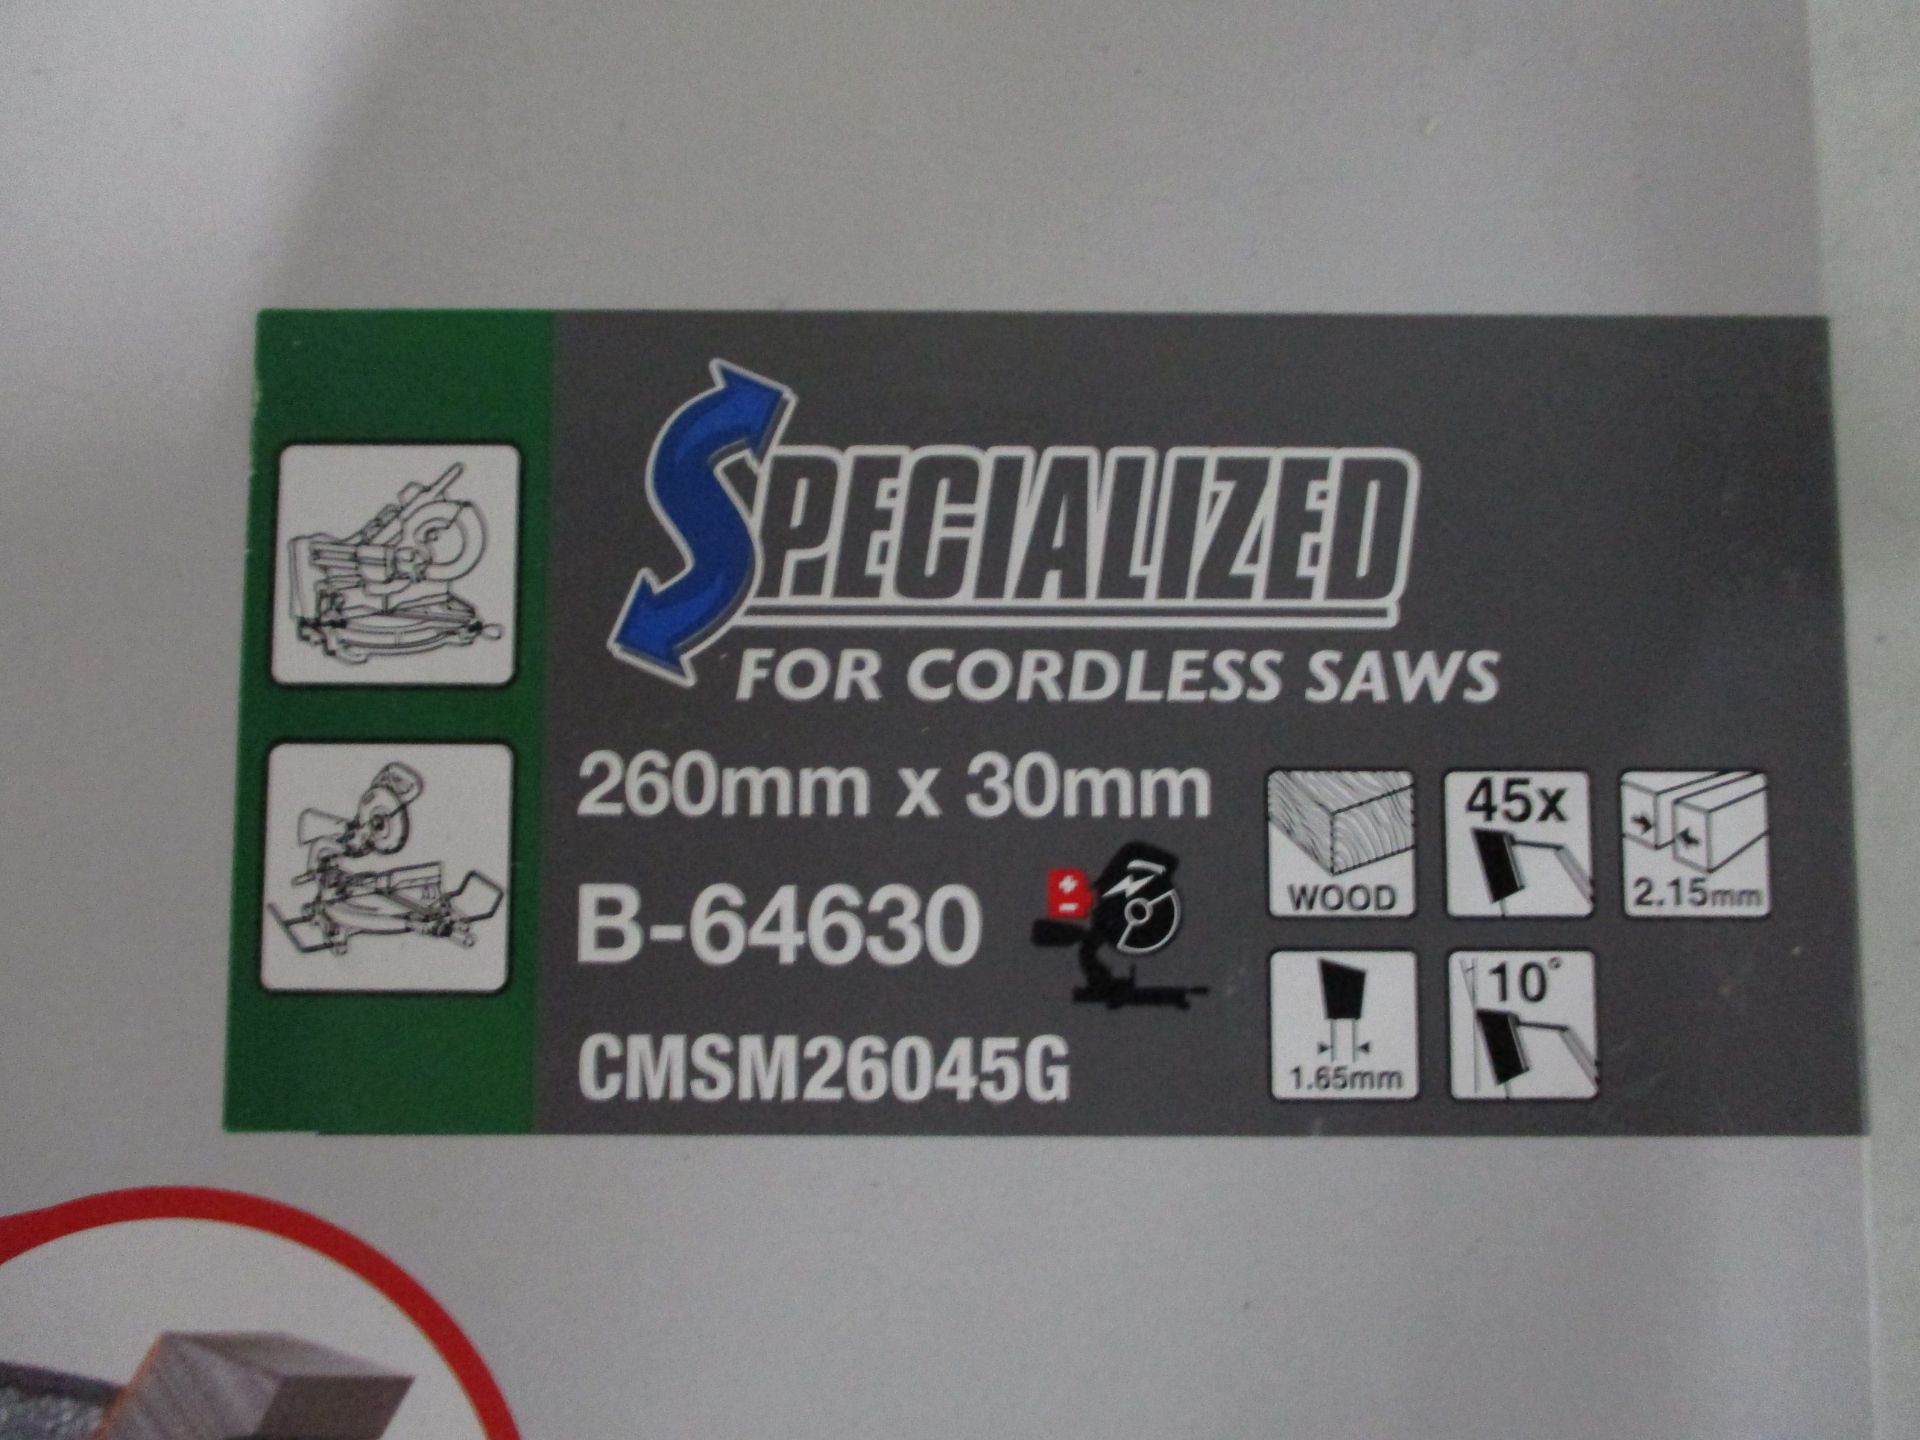 SPECIALIZED
FOR CORDLESS SAWS
260mm x 30mm
B-64630
CMSM26045G
WOOD
45x
2.15mm
1.65mm
10°